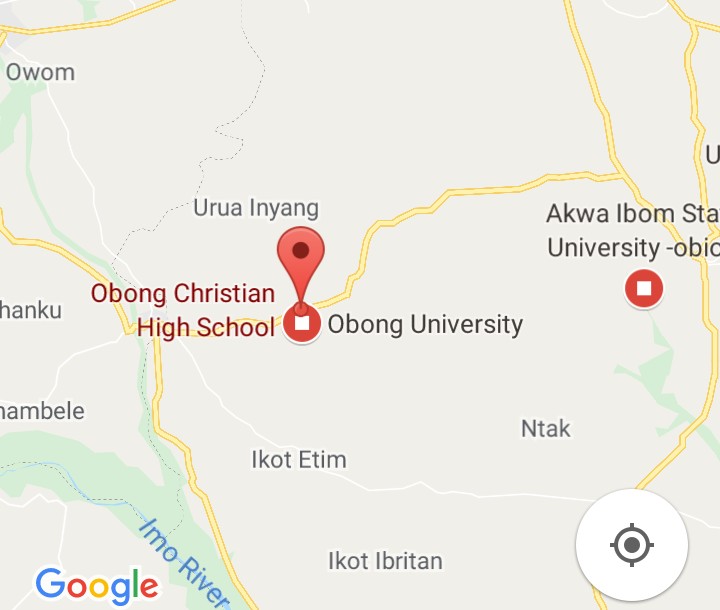 Owom
U
Urua Inyang
Akwa Ibom Sta
University -obio
Obong Christian
High School
hanku
Obong University
nambele
Ntak
Ikot Etim
Imo River
Ikot Ibritan
Google